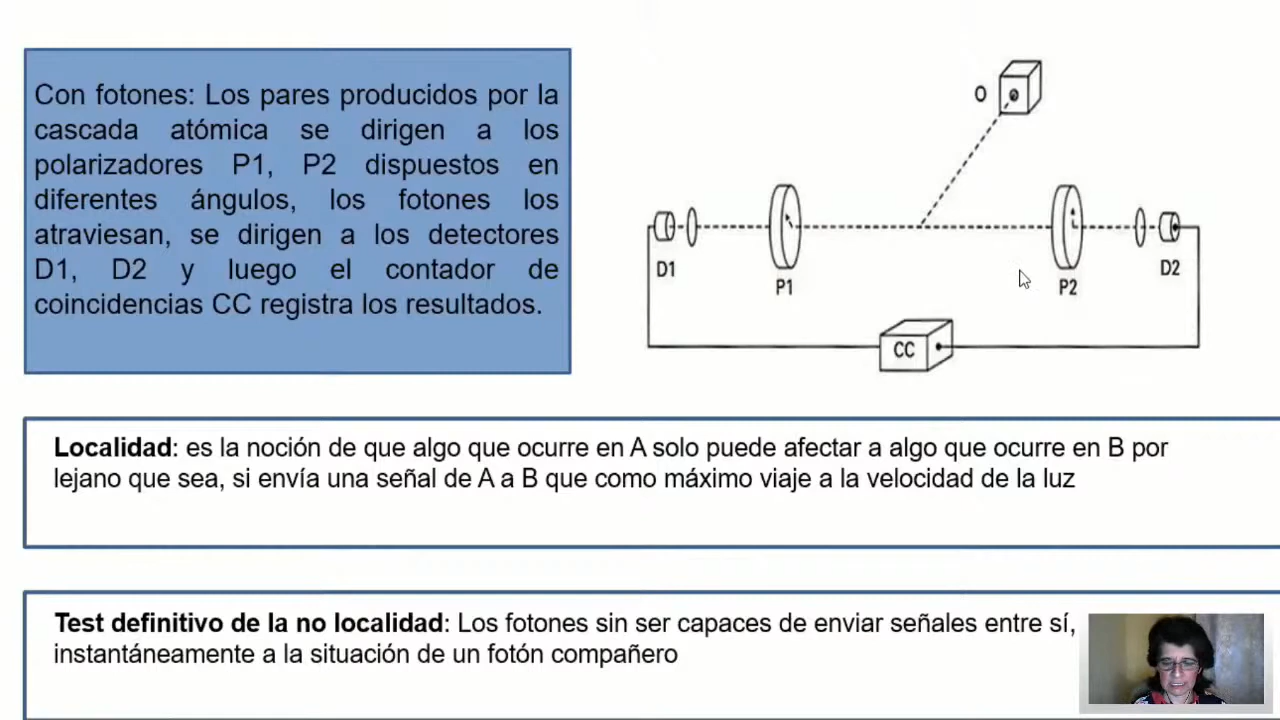 Con fotones: Los pares producidos por la
cascada atómica se dirigen a los
polarizadores P1, P2 dispuestos en
diferentes ángulos, los fotones los
atraviesan, se dirigen a los detectores
D1, D2 y luego el contador de
coincidencias CC registra los resultados.
O
D1
P1
P2
D2
CC
Localidad: es la noción de que algo que ocurre en A solo puede afectar a algo que ocurre en B por
lejano que sea, si envía una señal de A a B que como máximo viaje a la velocidad de la luz
Test definitivo de la no localidad: Los fotones sin ser capaces de enviar señales entre sí,
instantáneamente a la situación de un fotón compañero